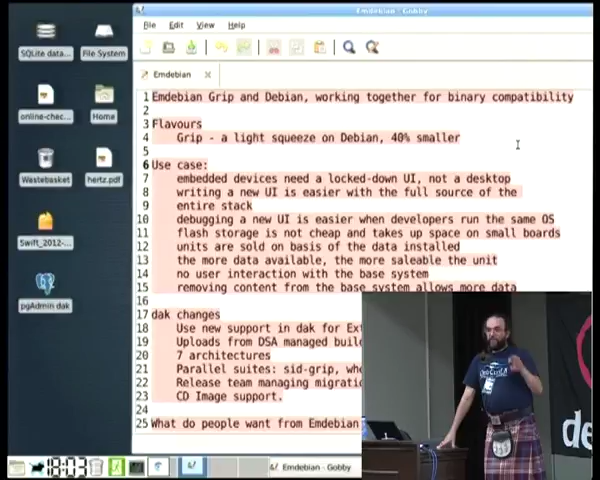 Emdebian - Gobby
File Edit View Help
Emdebian
SQLite data...
File System
online-chec...
Home
Wastebasket
hertz.pdf
Swift_2012-...
pgAdmin dak
1 Emdebian Grip and Debian, working together for binary compatibility
2
3 Flavours
4 Grip - a light squeeze on Debian, 40% smaller
5
6 Use case:
7 embedded devices need a locked-down UI, not a desktop
8 writing a new UI is easier with the full source of the
9 entire stack
10 debugging a new UI is easier when developers run the same OS
11 flash storage is not cheap and takes up space on small boards
12 units are sold on basis of the data installed
13 the more data available, the more saleable the unit
14 no user interaction with the base system
15 removing content from the base system allows more data
16
17 dak changes
18 Use new support in dak for Ext
19 Uploads from DSA managed buil
20 7 architectures
21 Parallel suites: sid-grip, whe
22 Release team managing migratio
23 CD Image support.
24
25 What do people want from Emdebian
de
18:03
Emdebian - Gobby